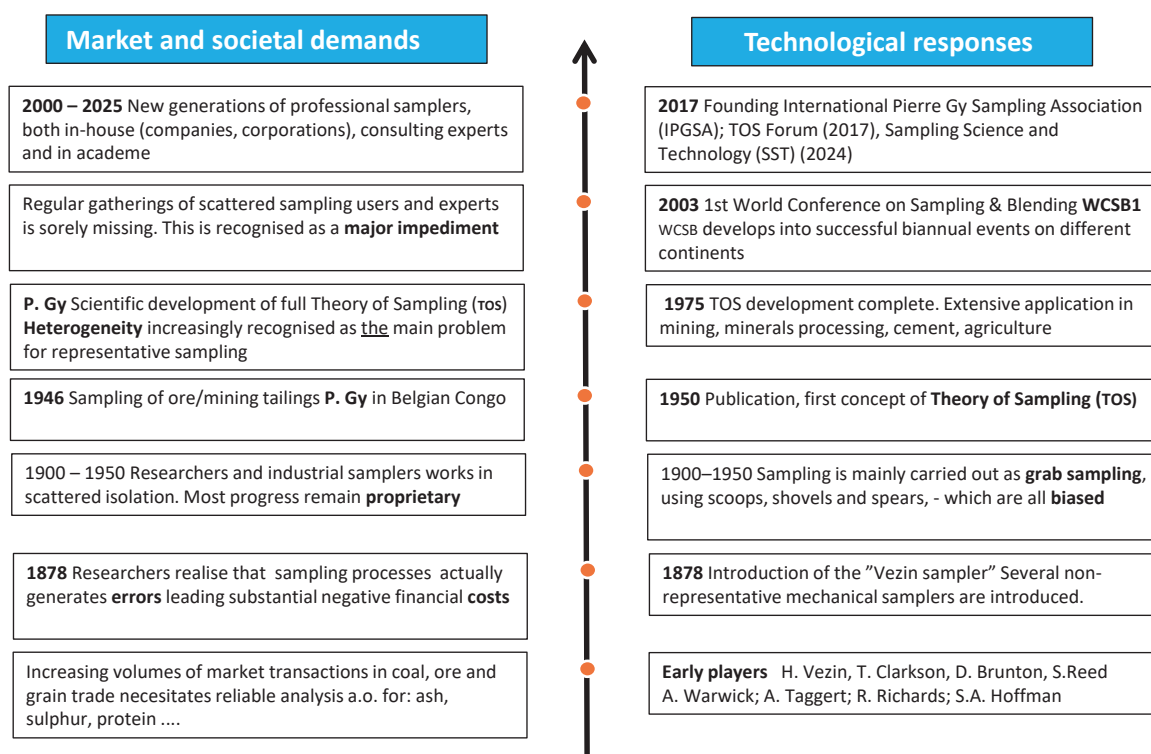 Market and societal demands
Technological responses
2000 – 2025 New generations of professional samplers,
both in-house (companies, corporations), consulting experts
and in academe
2017 Founding International Pierre Gy Sampling Association
(IPGSA); TOS Forum (2017), Sampling Science and
Technology (SST) (2024)
Regular gatherings of scattered sampling users and experts
is sorely missing. This is recognised as a major impediment
2003 1st World Conference on Sampling & Blending WCSB1
WCSB develops into successful biannual events on different
continents
P. Gy Scientific development of full Theory of Sampling (TOS)
Heterogeneity increasingly recognised as the main problem
for representative sampling
1975 TOS development complete. Extensive application in
mining, minerals processing, cement, agriculture
1946 Sampling of ore/mining tailings P. Gy in Belgian Congo
1950 Publication, first concept of Theory of Sampling (TOS)
1900 – 1950 Researchers and industrial samplers works in
scattered isolation. Most progress remain proprietary
1900–1950 Sampling is mainly carried out as grab sampling,
using scoops, shovels and spears, - which are all biased
1878 Researchers realise that sampling processes actually
generates errors leading substantial negative financial costs
1878 Introduction of the ”Vezin sampler” Several non-
representative mechanical samplers are introduced.
Increasing volumes of market transactions in coal, ore and
grain trade necessitates reliable analysis a.o. for: ash,
sulphur, protein ....
Early players H. Vezin, T. Clarkson, D. Brunton, S.Reed
A. Warwick; A. Taggert; R. Richards; S.A. Hoffman